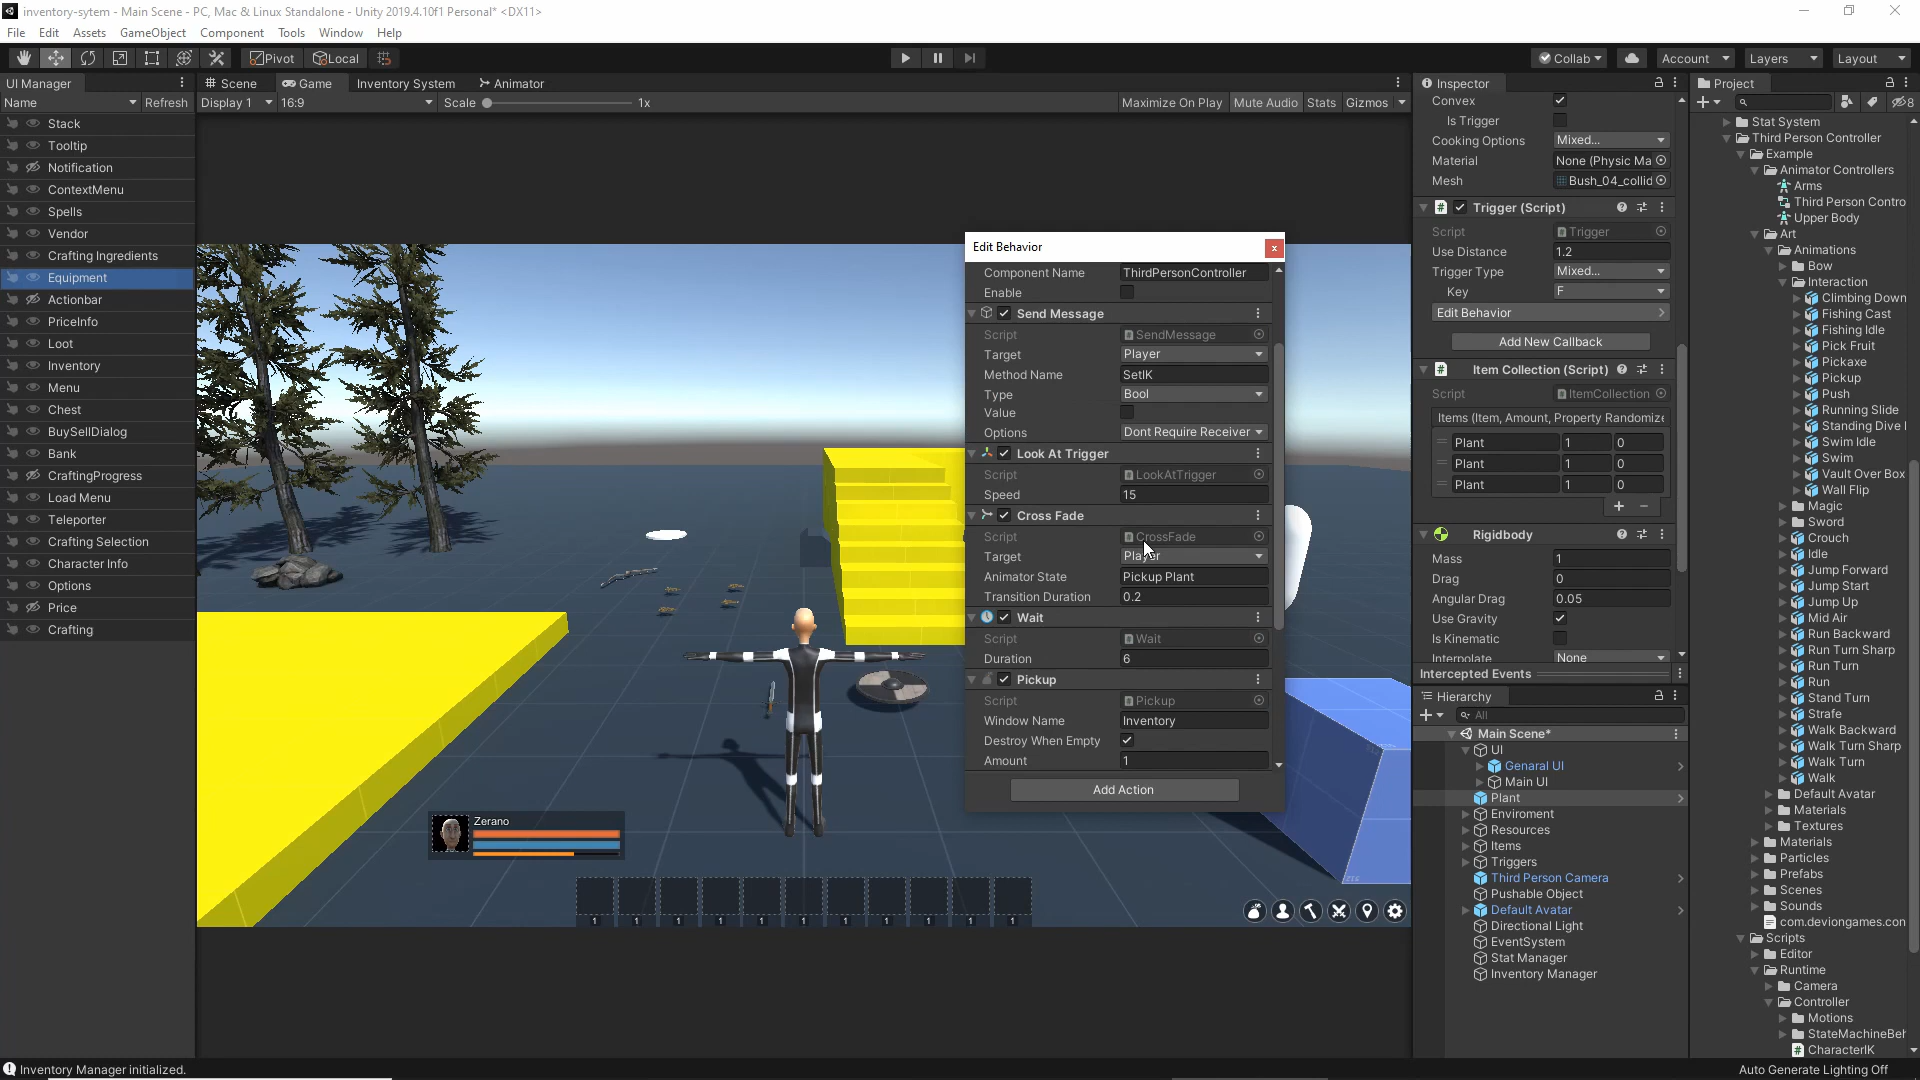 inventory-sytem - Main Scene - PC, Mac & Linux Standalone - Unity 2019.4.10f1 Personal* <DX11>
File Edit Assets GameObject Component Tools Window Help
Pivot Local
Collab Account Layers Layout
UI Manager
Name Refresh
Stack
Tooltip
Notification
ContextMenu
Spells
Vendor
Crafting Ingredients
Equipment
Actionbar
PriceInfo
Loot
Inventory
Menu
Chest
BuySellDialog
Bank
CraftingProgress
Load Menu
Teleporter
Crafting Selection
Character Info
Options
Price
Crafting
Scene Game Inventory System Animator
Display 1 16:9 Scale 1x Maximize On Play Mute Audio Stats Gizmos
Zerano
1 1 1 1 1 1 1 1 1 1 1
Edit Behavior
x
Component Name ThirdPersonController
Enable
Send Message
Script SendMessage
Target Player
Method Name SetIK
Type Bool
Value
Options Dont Require Receiver
Look At Trigger
Script LookAtTrigger
Speed 15
Cross Fade
Script CrossFade
Target Player
Animator State Pickup Plant
Transition Duration 0.2
Wait
Script Wait
Duration 6
Pickup
Script Pickup
Window Name Inventory
Destroy When Empty
Amount 1
Add Action
Inspector
Convex
Is Trigger
Cooking Options Mixed...
Material None (Physic Ma
Mesh Bush_04_collid
Trigger (Script)
Script Trigger
Use Distance 1.2
Trigger Type Mixed...
Key F
Edit Behavior
Add New Callback
Item Collection (Script)
Script ItemCollection
Items (Item, Amount, Property Randomize
Plant 1 0
Plant 1 0
Plant 1 0
Rigidbody
Mass 1
Drag 0
Angular Drag 0.05
Use Gravity
Is Kinematic
Interpolate None
Intercepted Events
Hierarchy
All
Main Scene*
UI
Genaral UI
Main UI
Plant
Enviroment
Resources
Items
Triggers
Third Person Camera
Pushable Object
Default Avatar
Directional Light
EventSystem
Stat Manager
Inventory Manager
Project
8
Stat System
Third Person Controller
Example
Animator Controllers
Arms
Third Person Contro
Upper Body
Art
Animations
Bow
Interaction
Climbing Down
Fishing Cast
Fishing Idle
Pick Fruit
Pickaxe
Pickup
Push
Running Slide
Standing Dive
Swim Idle
Swim
Vault Over Box
Wall Flip
Magic
Sword
Crouch
Idle
Jump Forward
Jump Start
Jump Up
Mid Air
Run Backward
Run Turn Sharp
Run Turn
Run
Stand Turn
Strafe
Walk Backward
Walk Turn Sharp
Walk Turn
Walk
Default Avatar
Materials
Textures
Materials
Particles
Prefabs
Scenes
Sounds
com.deviongames.con
Scripts
Editor
Runtime
Camera
Controller
Motions
StateMachineBeh
CharacterIK
Inventory Manager initialized.
Auto Generate Lighting Off